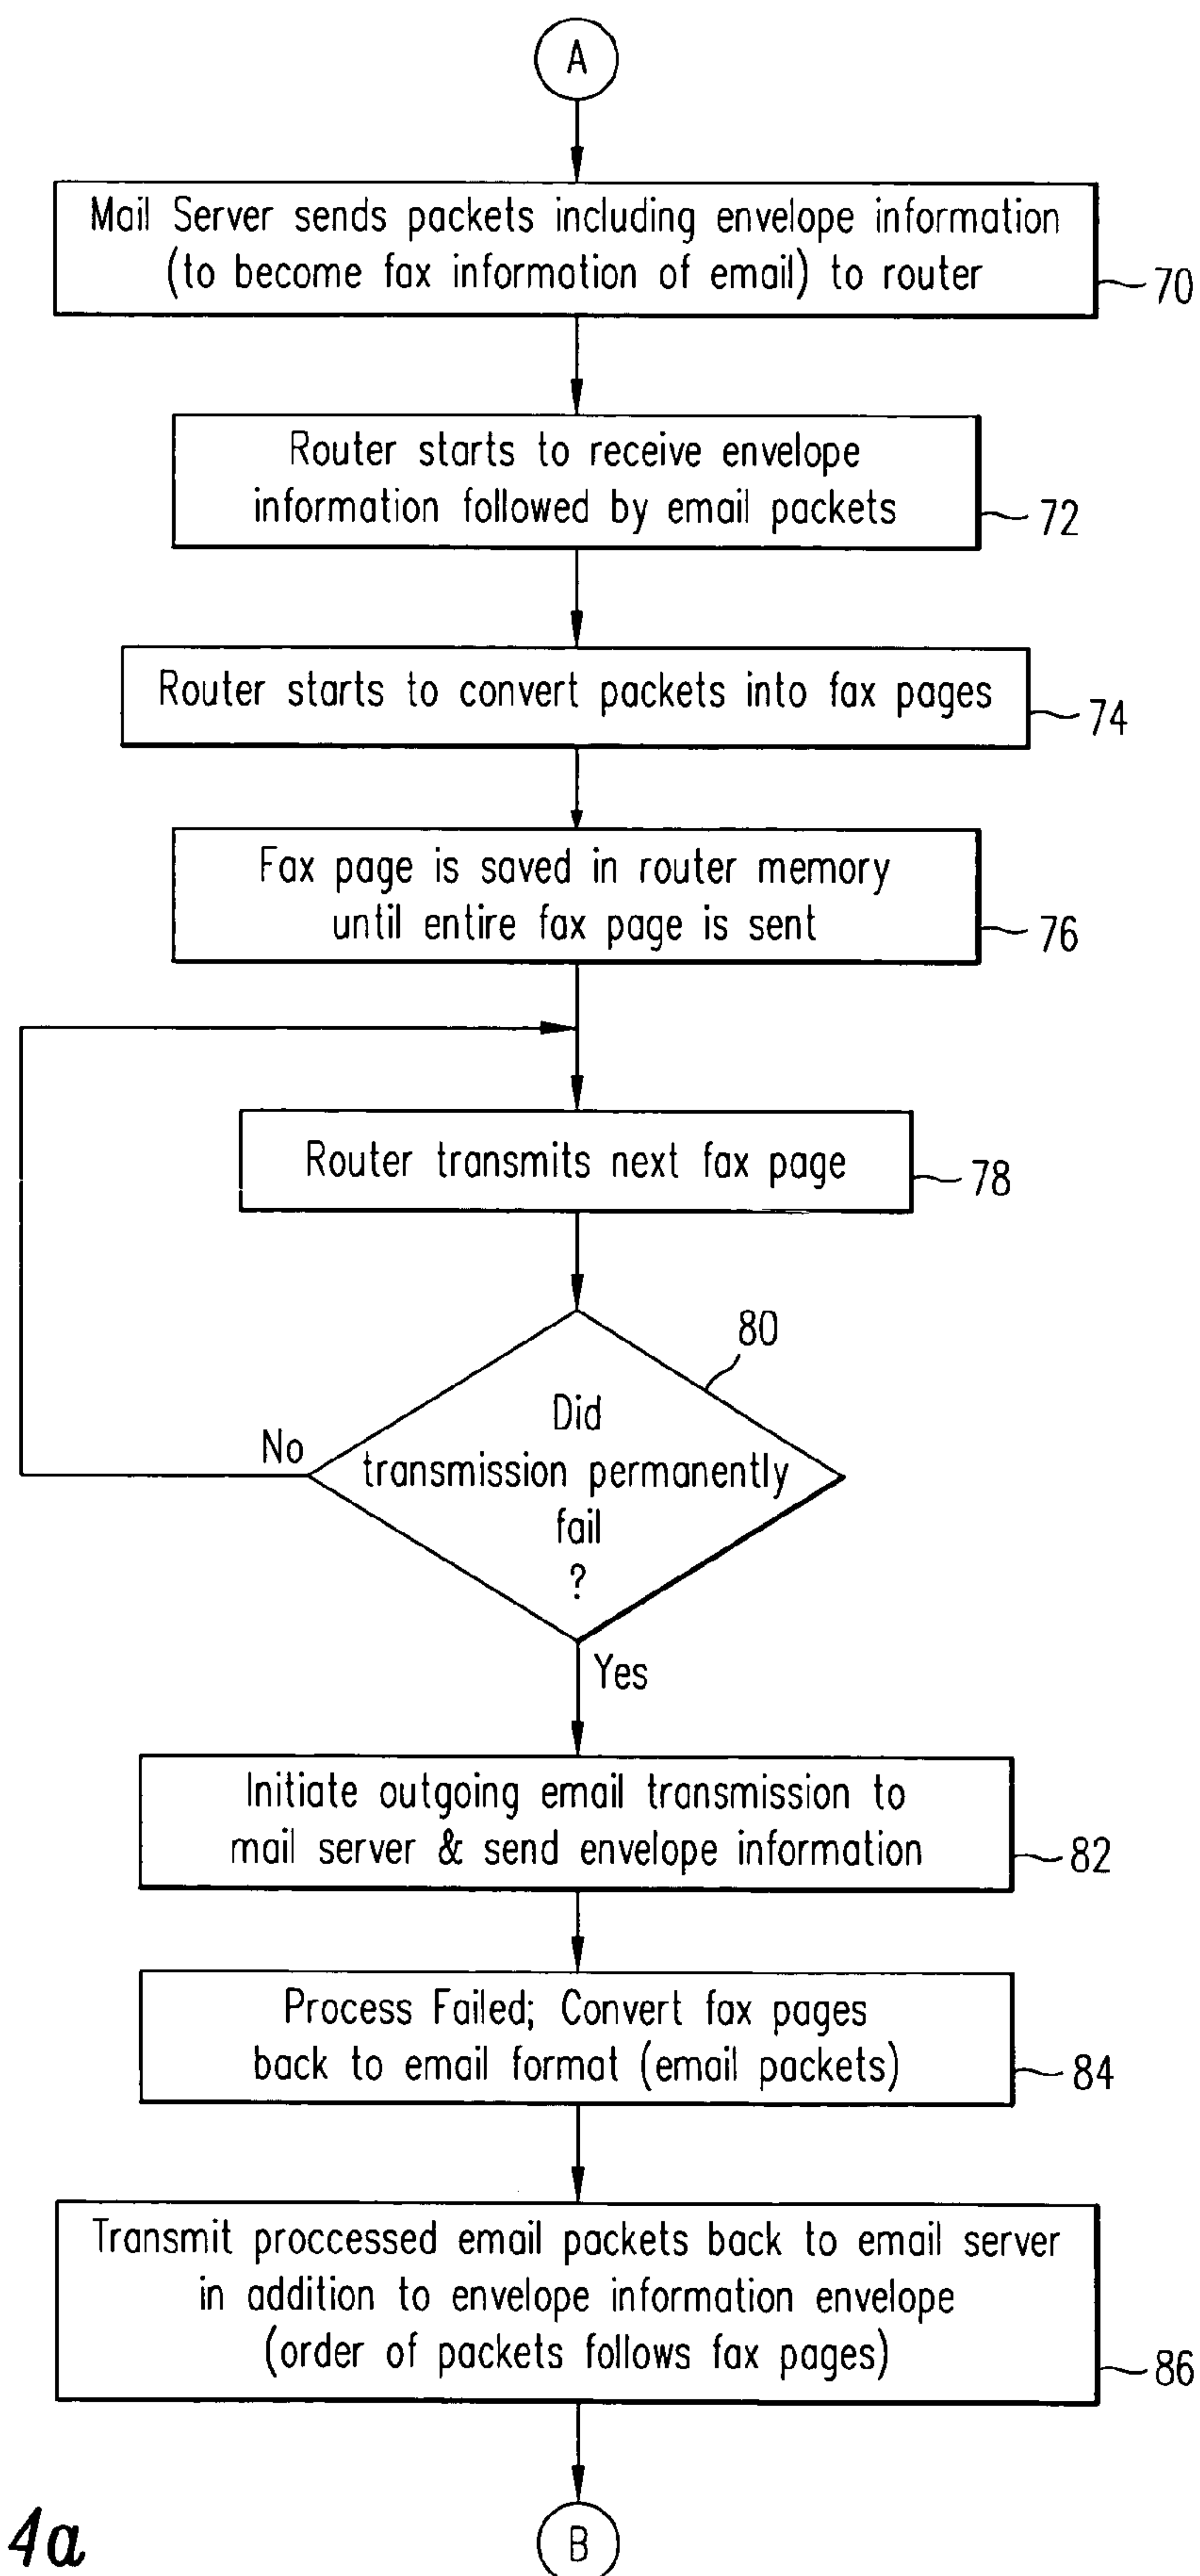 A
Mail Server sends packets including envelope information
(to become fax information of email) to router
70
Router starts to receive envelope
information followed by email packets
72
Router starts to convert packets into fax pages
74
Fax page is saved in router memory
until entire fax page is sent
76
Router transmits next fax page
78
80
Did
transmission permanently
fail
?
No
Yes
Initiate outgoing email transmission to
mail server & send envelope information
82
Process Failed; Convert fax pages
back to email format (email packets)
84
Transmit proccessed email packets back to email server
in addition to envelope information envelope
(order of packets follows fax pages)
86
B
4a